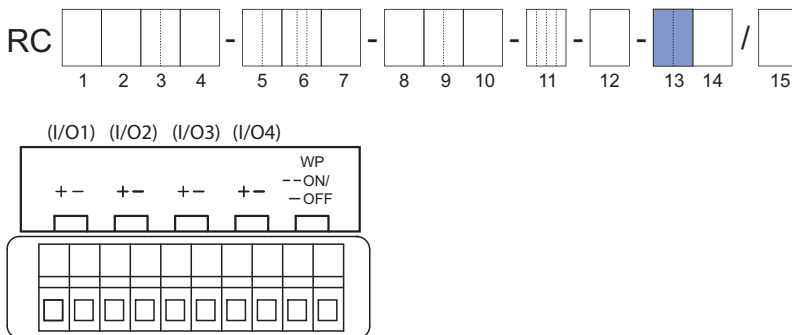 RC - - - - - /
1 2 3 4 5 6 7 8 9 10 11 12 13 14 15
(I/O1) (I/O2) (I/O3) (I/O4)
WP
+ - + - + - + - --ON/
—OFF